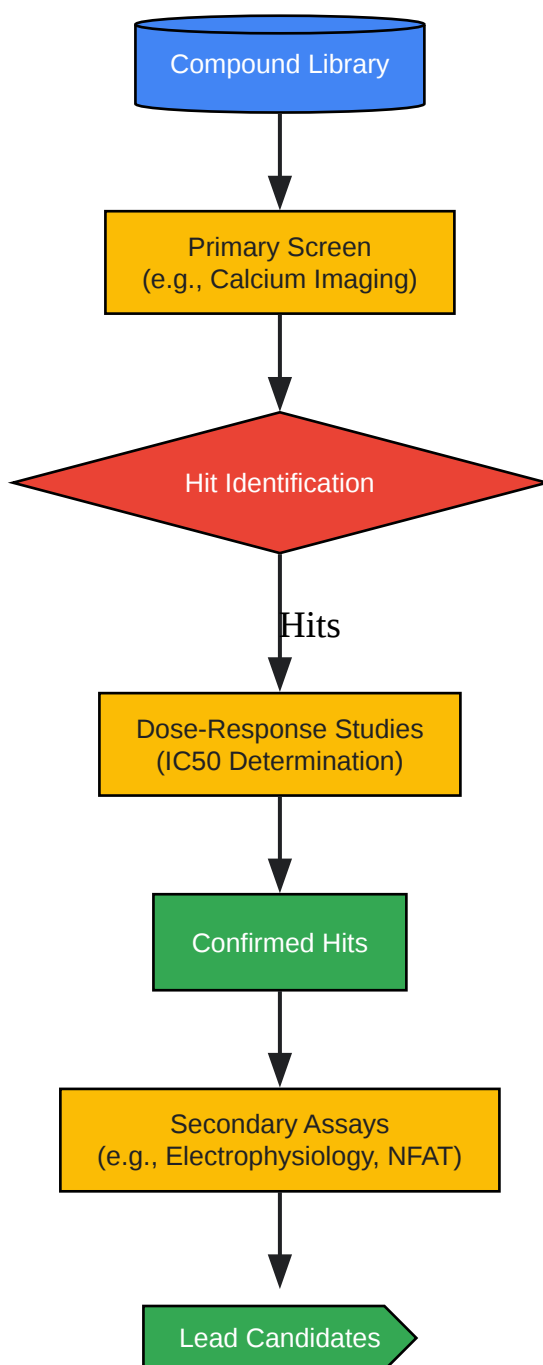 Compound Library
Primary Screen
(e.g., Calcium Imaging)
Hit Identification
Hits
Dose-Response Studies
(IC50 Determination)
Confirmed Hits
Secondary Assays
(e.g., Electrophysiology, NFAT)
Lead Candidates